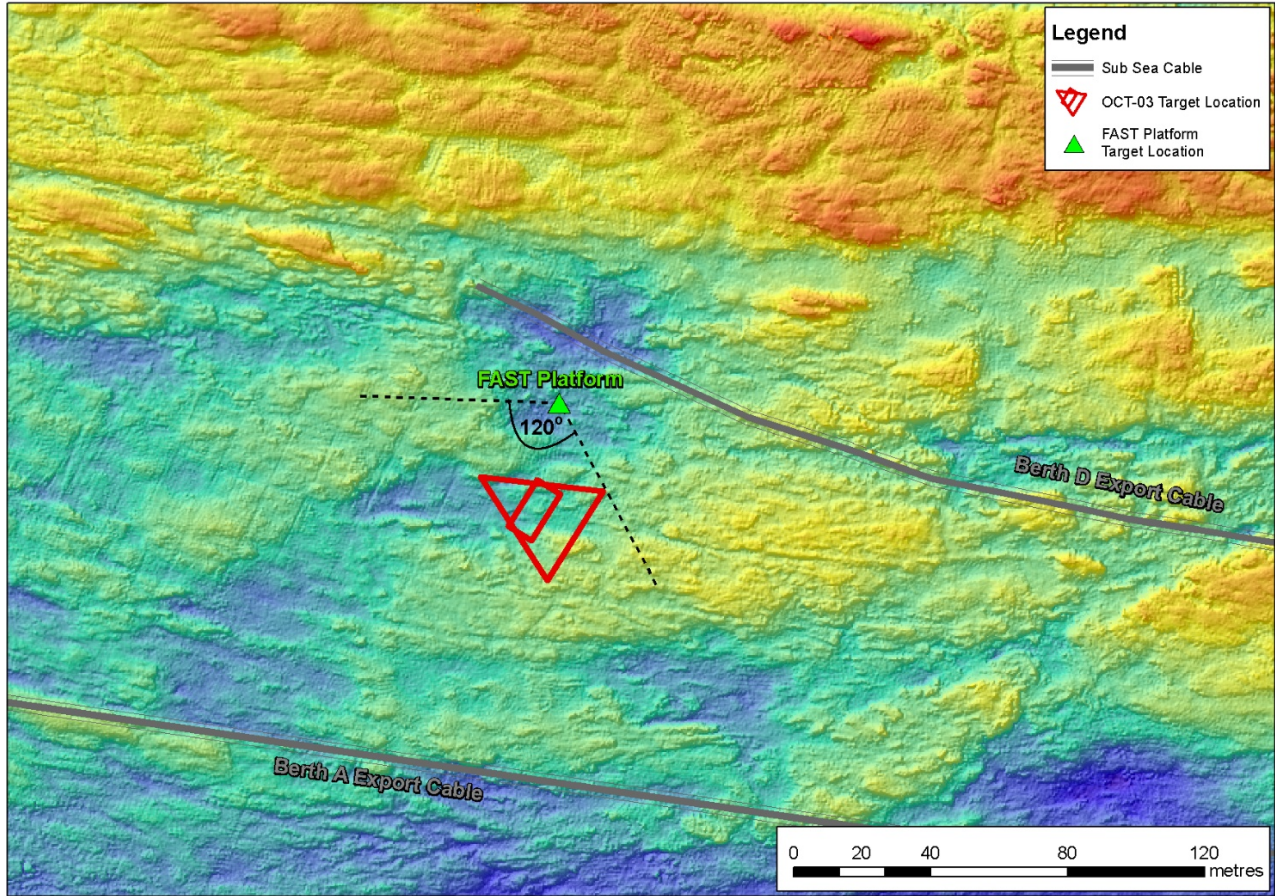 Legend
Sub Sea Cable
OCT-03 Target Location
FAST Platform
Target Location
FAST Platform
120°
Berth D Export Cable
Berth A Export Cable
0 20 40 80 120
metres